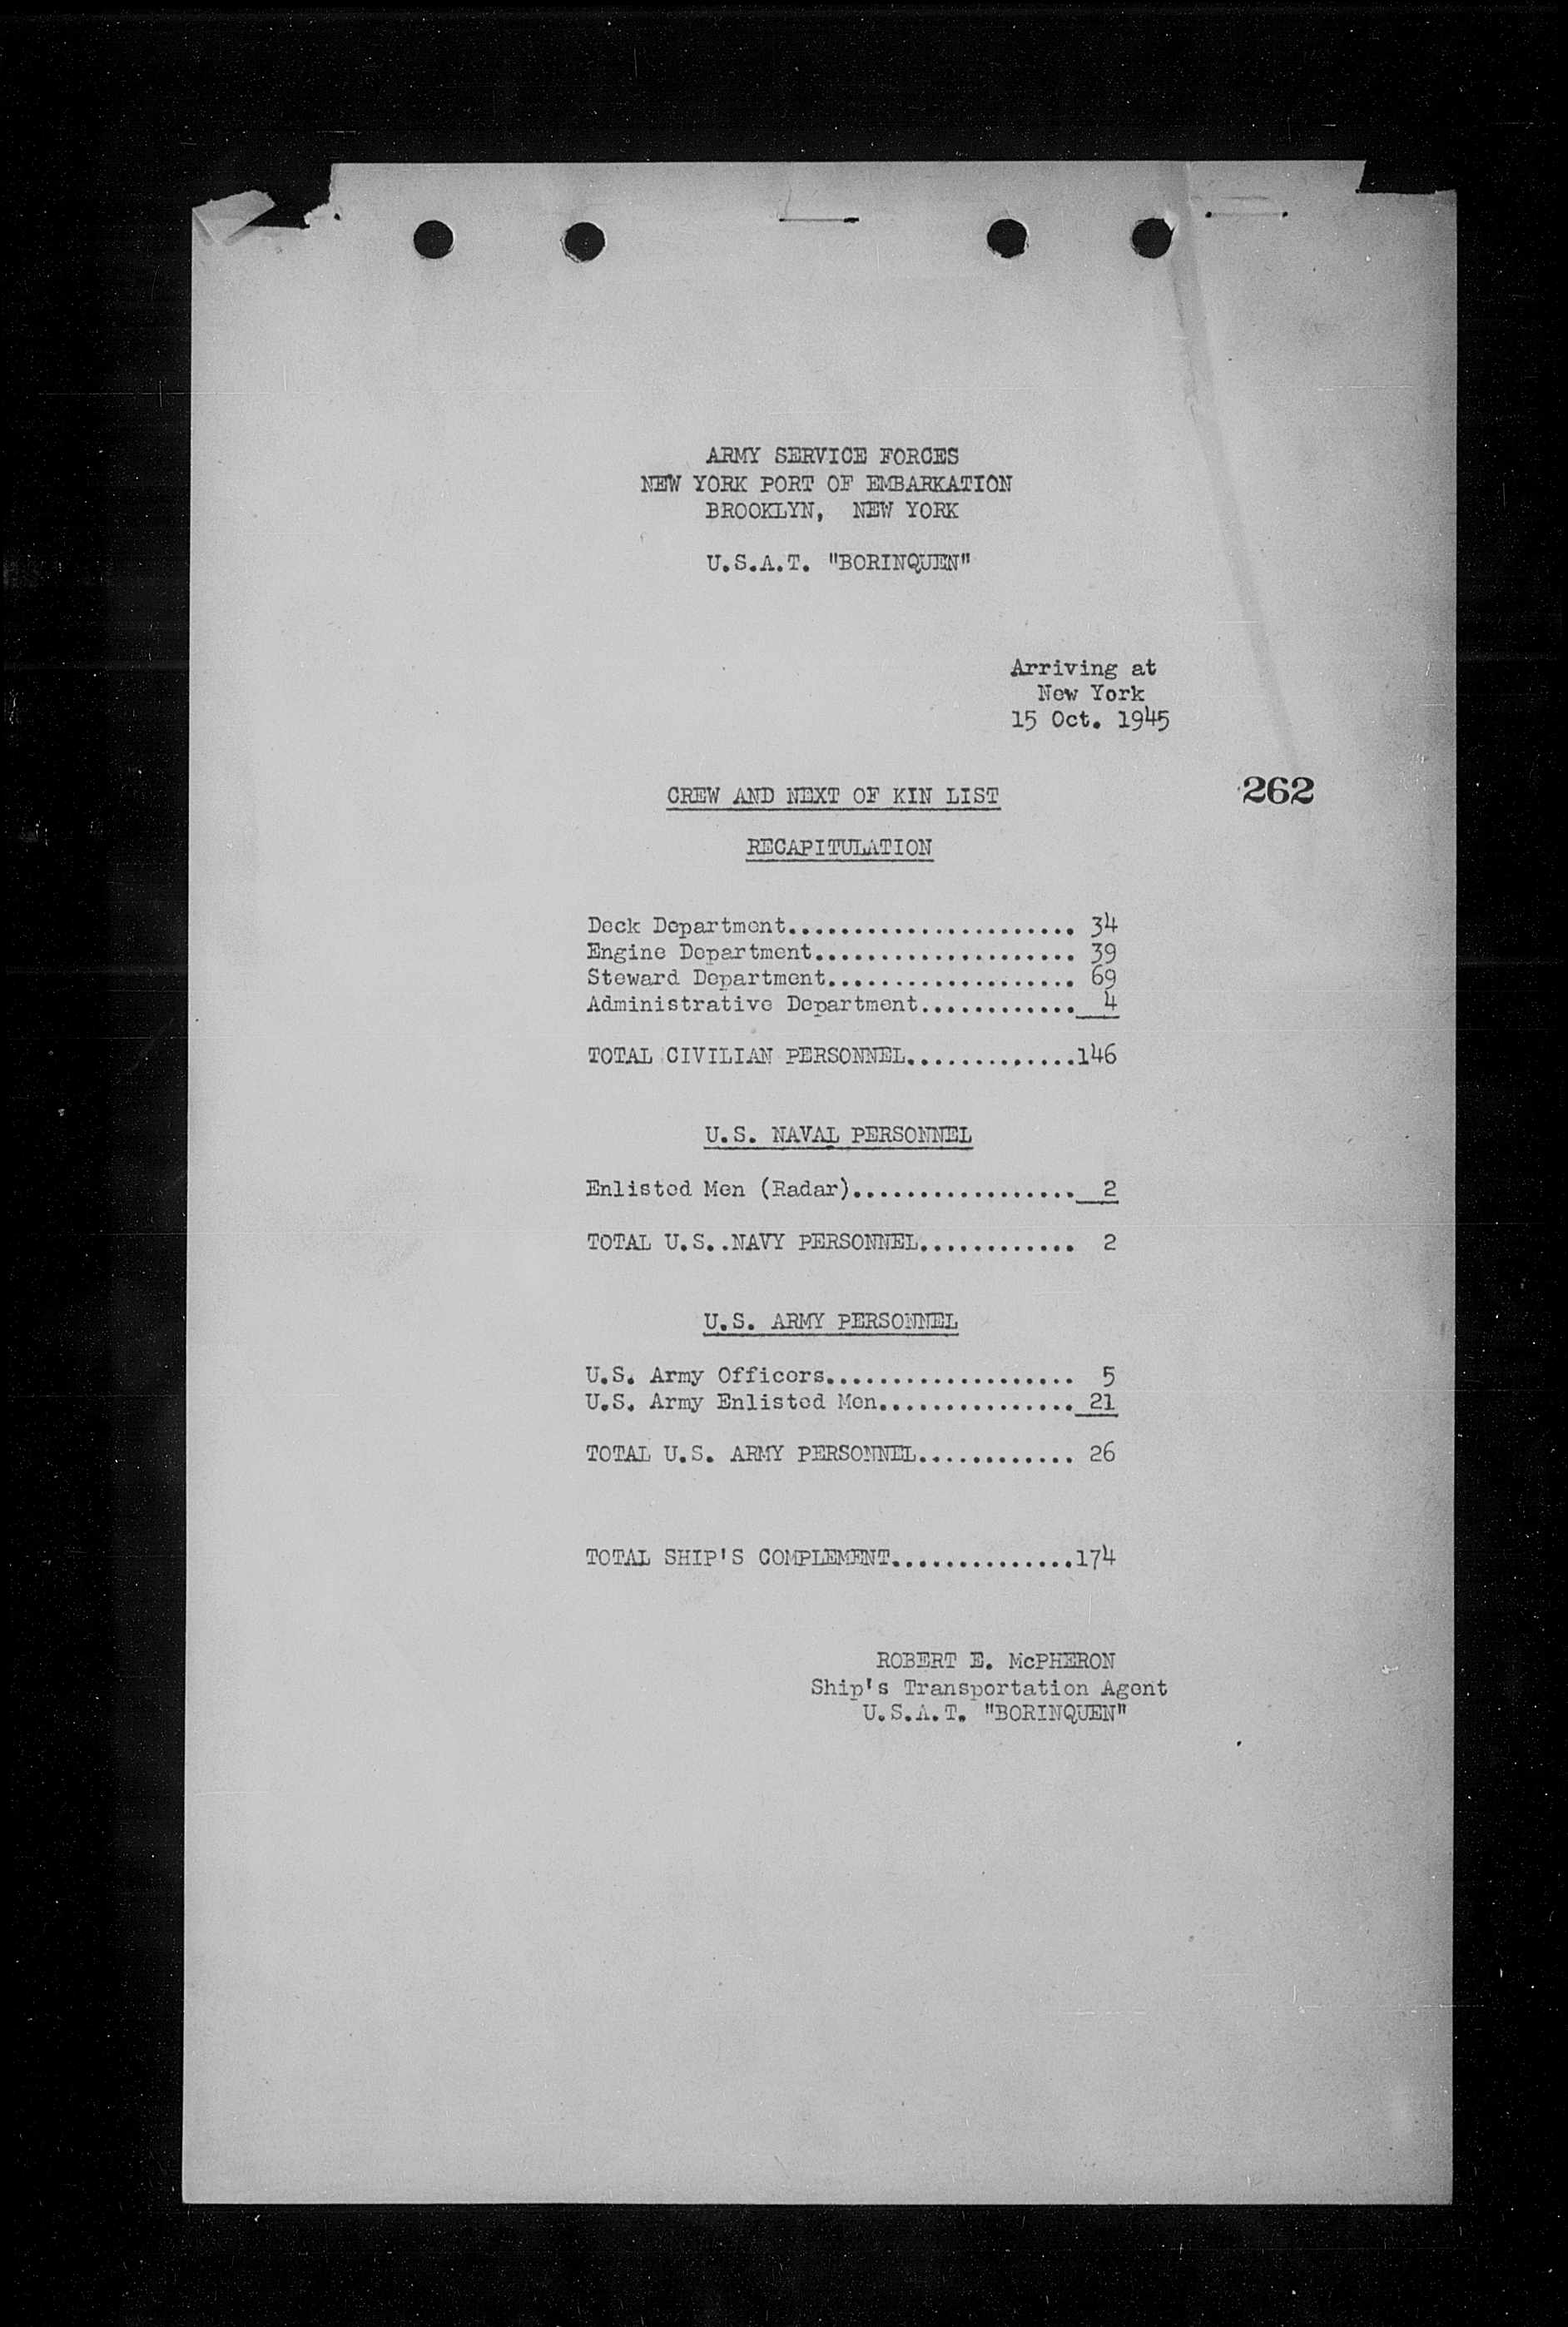 ARMY SERVICE FORCES
NEW YORK PORT OF EMBARKATION
BROOKLYN, NEW YORK
U.S.A.T. "BORINQUEN"
Arriving at
New York
15 Oct. 1945
262
CREW AND NEXT OF KIN LIST
RECAPITULATION
Deck Department...................... 34
Engine Department.................... 39
Steward Department................... 69
Administrative Department............ 4
TOTAL CIVILIAN PERSONNEL.............146
U.S. NAVAL PERSONNEL
Enlisted Men (Radar)................. 2
TOTAL U.S..NAVY PERSONNEL............ 2
U.S. ARMY PERSONNEL
U.S. Army Officers................... 5
U.S. Army Enlisted Men............... 21
TOTAL U.S. ARMY PERSONNEL............ 26
TOTAL SHIP'S COMPLEMENT..............174
ROBERT E. McPHERON
Ship's Transportation Agent
U.S.A.T. "BORINQUEN"